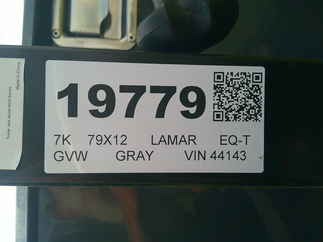 19779
7K 79X12 LAMAR EQ-T
GVW GRAY VIN 44143